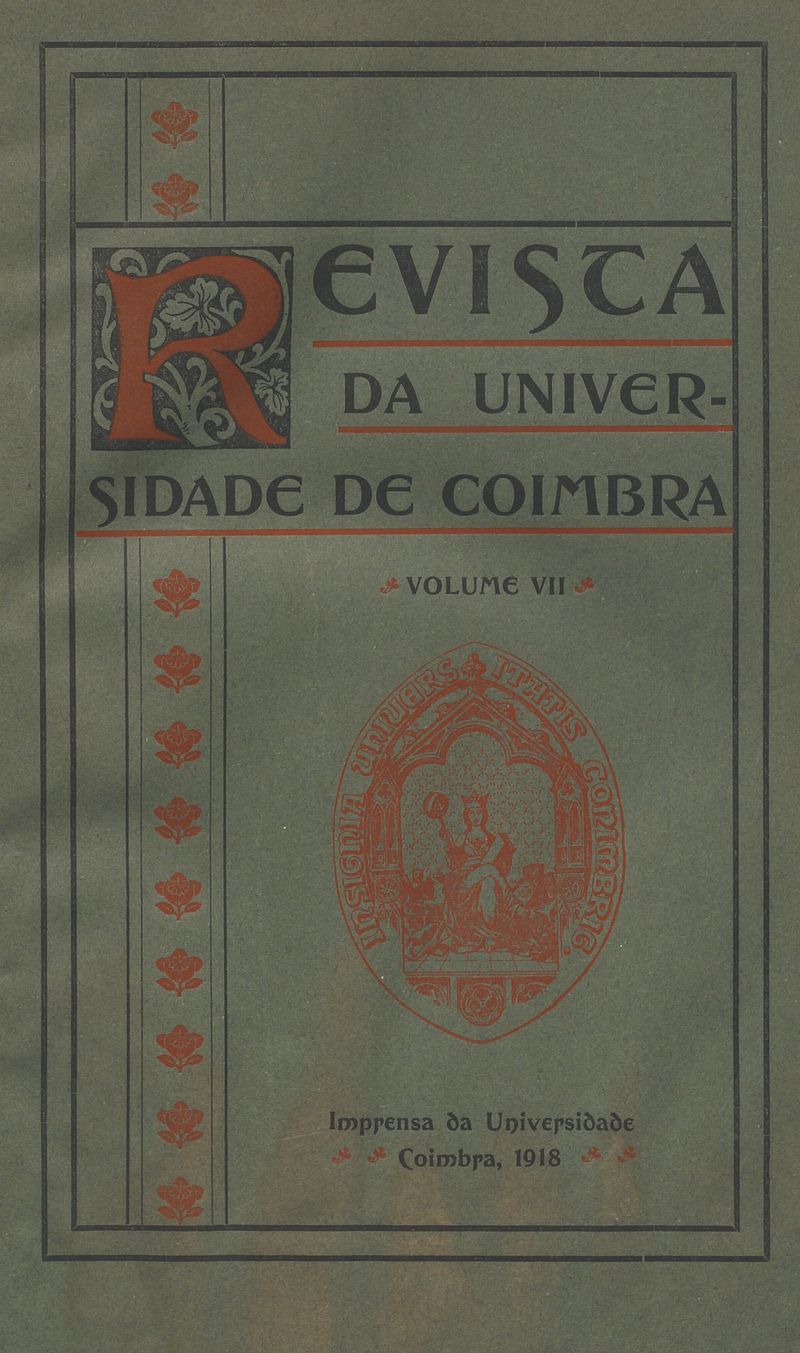 REVISTA
DA UNIVER-
SIDADE DE COIMBRA
VOLUME VII
INSIGNIA UNIVERSITATIS CONIMBRIG.
Imprensa da Universidade
Coimbra, 1918